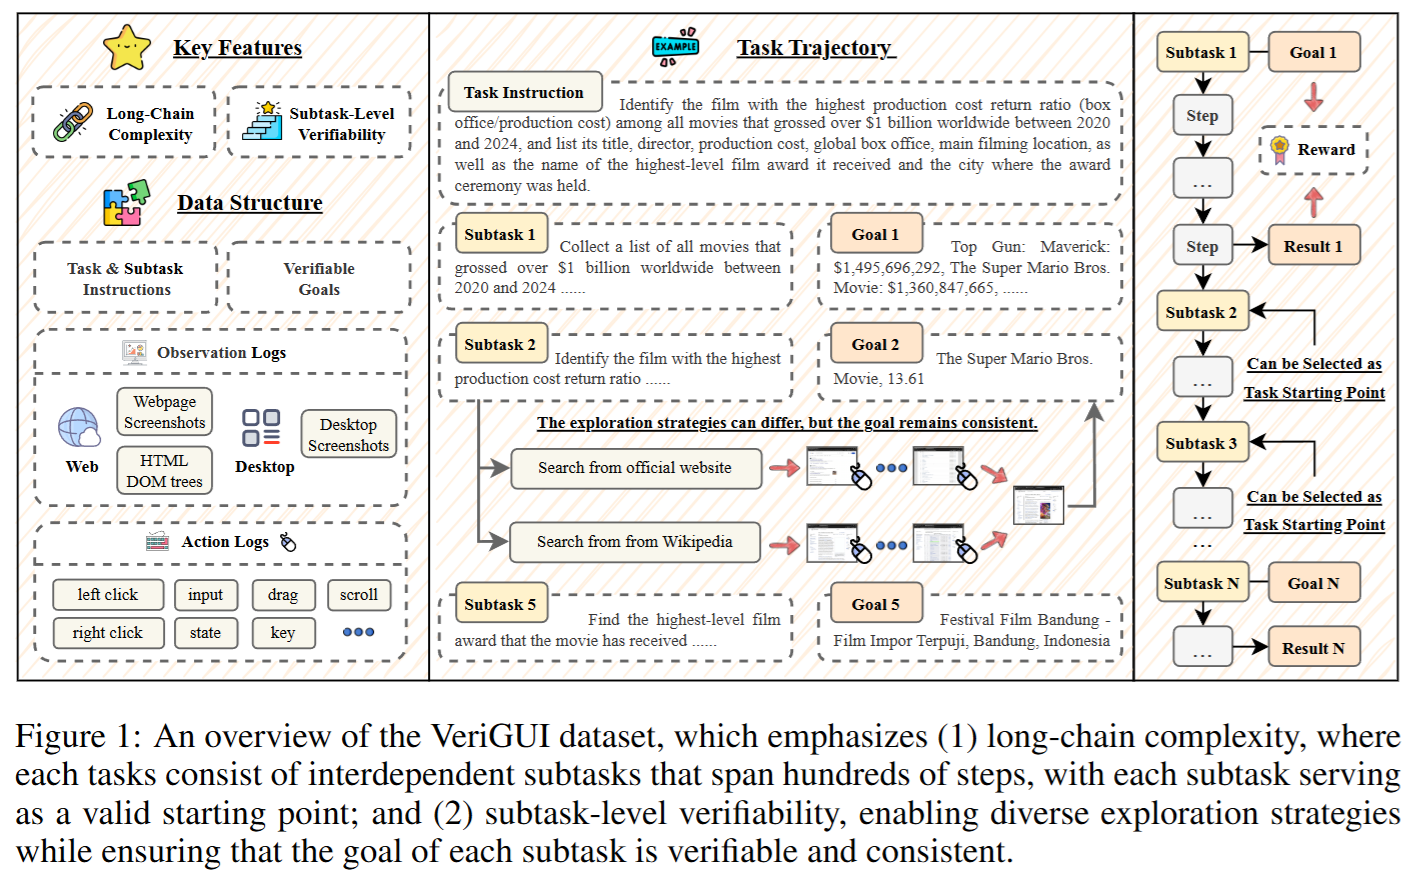 Key Features
Long-Chain
Complexity
Subtask-Level
Verifiability
Data Structure
Task & Subtask
Instructions
Verifiable
Goals
Observation Logs
Web
Webpage
Screenshots
HTML
DOM trees
Desktop
Desktop
Screenshots
Action Logs
left click
input
drag
scroll
right click
state
key
EXAMPLE
Task Trajectory
Task Instruction
Identify the film with the highest production cost return ratio (box
office/production cost) among all movies that grossed over $1 billion worldwide between 2020
and 2024, and list its title, director, production cost, global box office, main filming location, as
well as the name of the highest-level film award it received and the city where the award
ceremony was held.
Subtask 1
Collect a list of all movies that
grossed over $1 billion worldwide between
2020 and 2024 ......
Goal 1
Top Gun: Maverick:
$1,495,696,292, The Super Mario Bros.
Movie: $1,360,847,665, ......
Subtask 2
Identify the film with the highest
production cost return ratio ......
Goal 2
The Super Mario Bros.
Movie, 13.61
The exploration strategies can differ, but the goal remains consistent.
Search from official website
Search from from Wikipedia
Subtask 5
Find the highest-level film
award that the movie has received ......
Goal 5
Festival Film Bandung -
Film Impor Terpuji, Bandung, Indonesia
Subtask 1
Goal 1
Step
Reward
...
Step
Result 1
Subtask 2
Can be Selected as
Task Starting Point
...
Subtask 3
Can be Selected as
Task Starting Point
...
...
Subtask N
Goal N
...
Result N
Figure 1: An overview of the VeriGUI dataset, which emphasizes (1) long-chain complexity, where
each tasks consist of interdependent subtasks that span hundreds of steps, with each subtask serving
as a valid starting point; and (2) subtask-level verifiability, enabling diverse exploration strategies
while ensuring that the goal of each subtask is verifiable and consistent.